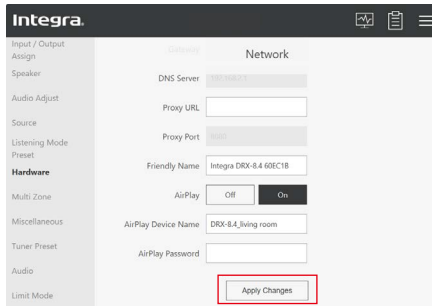 Integra.
Input / Output
Assign
Speaker
Audio Adjust
Source
Listening Mode
Preset
Hardware
Multi Zone
Miscellaneous
Tuner Preset
Audio
Limit Mode
Network
DNS Server
Proxy URL
Proxy Port
Friendly Name Integra DRX-8.4 60EC1B
AirPlay Off On
AirPlay Device Name DRX-8.4_living room
AirPlay Password
Apply Changes